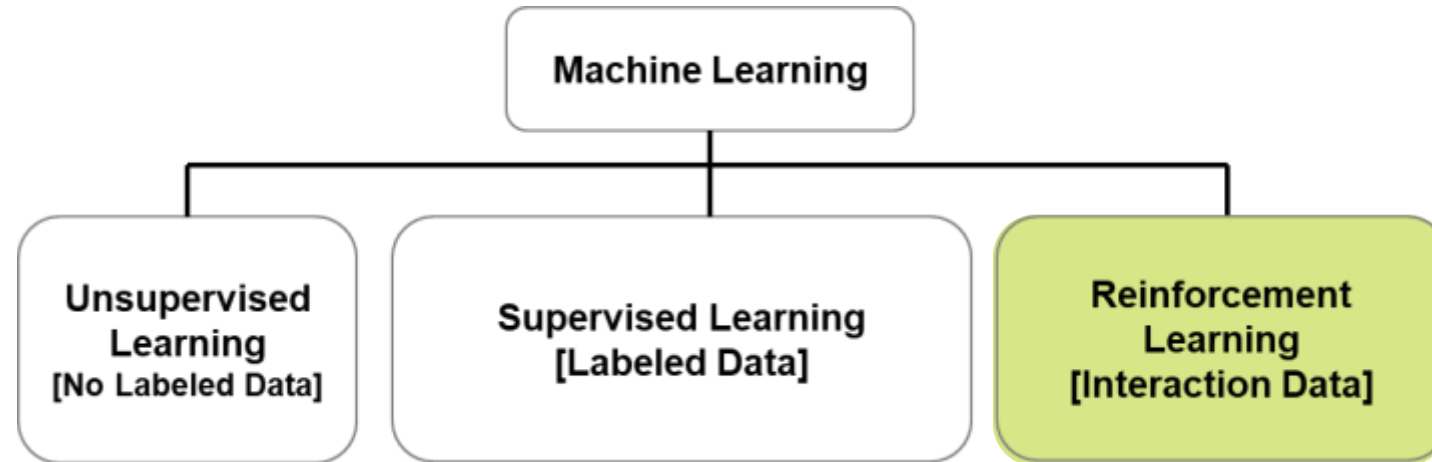 Machine Learning
Unsupervised
Learning
[No Labeled Data]
Supervised Learning
[Labeled Data]
Reinforcement
Learning
[Interaction Data]